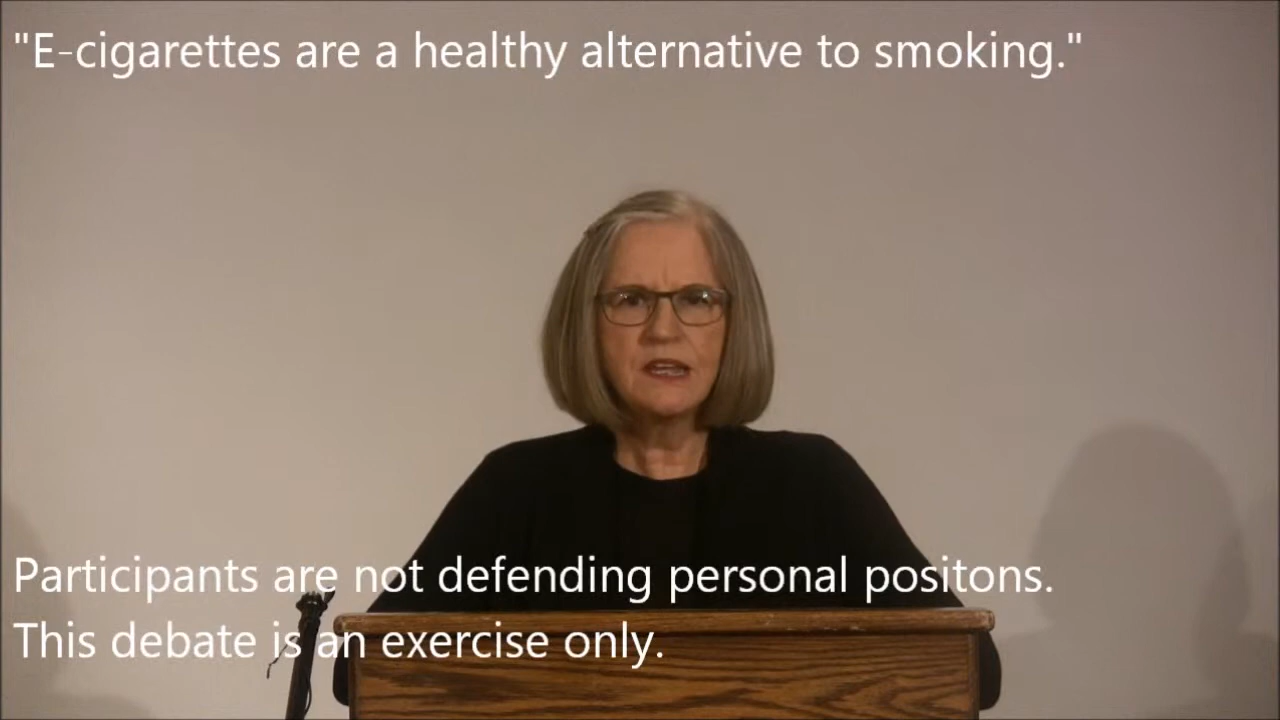 "E-cigarettes are a healthy alternative to smoking."
Participants are not defending personal positons.
This debate is an exercise only.